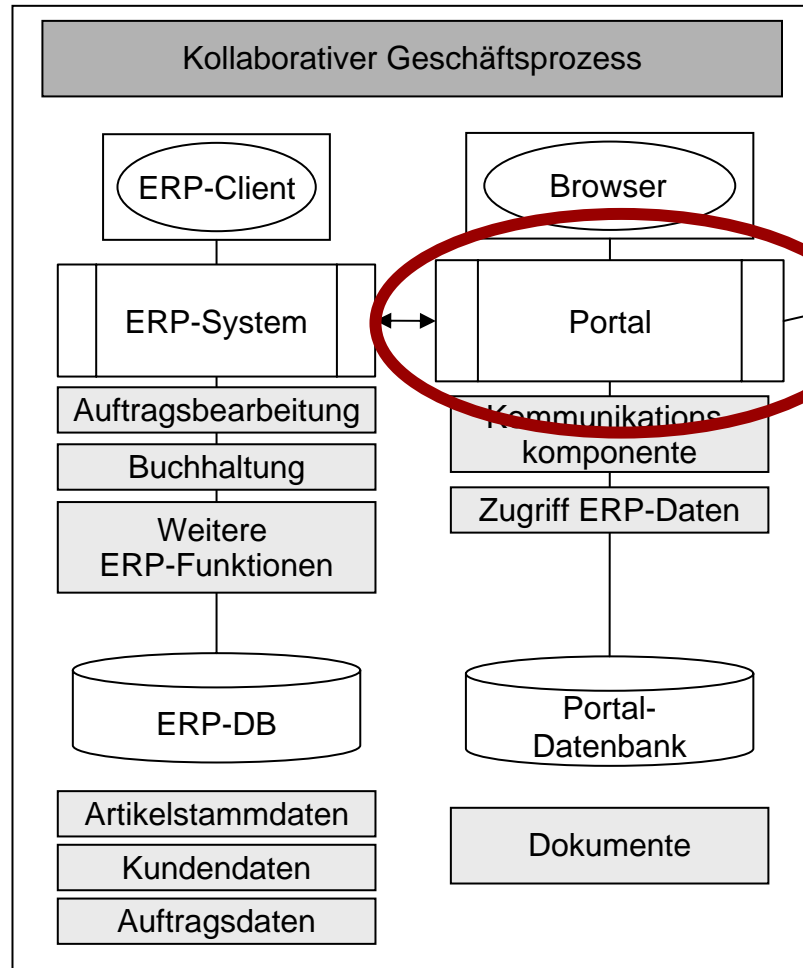 Kollaborativer Geschäftsprozess
ERP-Client
Browser
ERP-System
Portal
Auftragsbearbeitung
Buchhaltung
Weitere
ERP-Funktionen
Kommunikations
komponente
Zugriff ERP-Daten
ERP-DB
Portal-
Datenbank
Artikelstammdaten
Kundendaten
Auftragsdaten
Dokumente